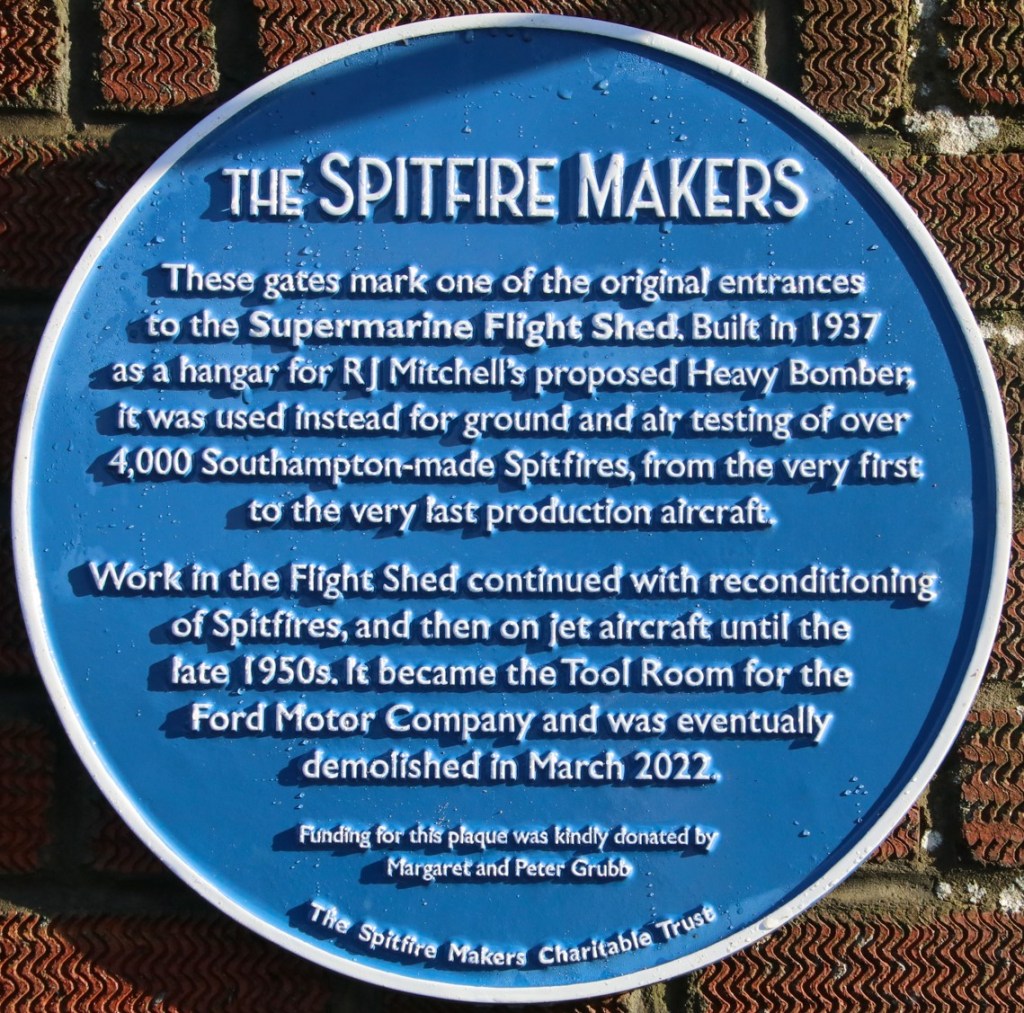 THE SPITFIRE MAKERS
These gates mark one of the original entrances
to the Supermarine Flight Shed. Built in 1937
as a hangar for RJ Mitchell's proposed Heavy Bomber,
it was used instead for ground and air testing of over
4,000 Southampton-made Spitfires, from the very first
to the very last production aircraft.
Work in the Flight Shed continued with reconditioning
of Spitfires, and then on jet aircraft until the
late 1950s. It became the Tool Room for the
Ford Motor Company and was eventually
demolished in March 2022.
Funding for this plaque was kindly donated by
Margaret and Peter Grubb
The Spitfire Makers Charitable Trust